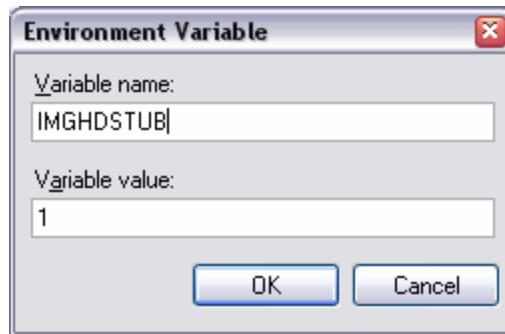 Environment Variable
Variable name:
IMGHDSTUB
Variable value:
1
OK Cancel